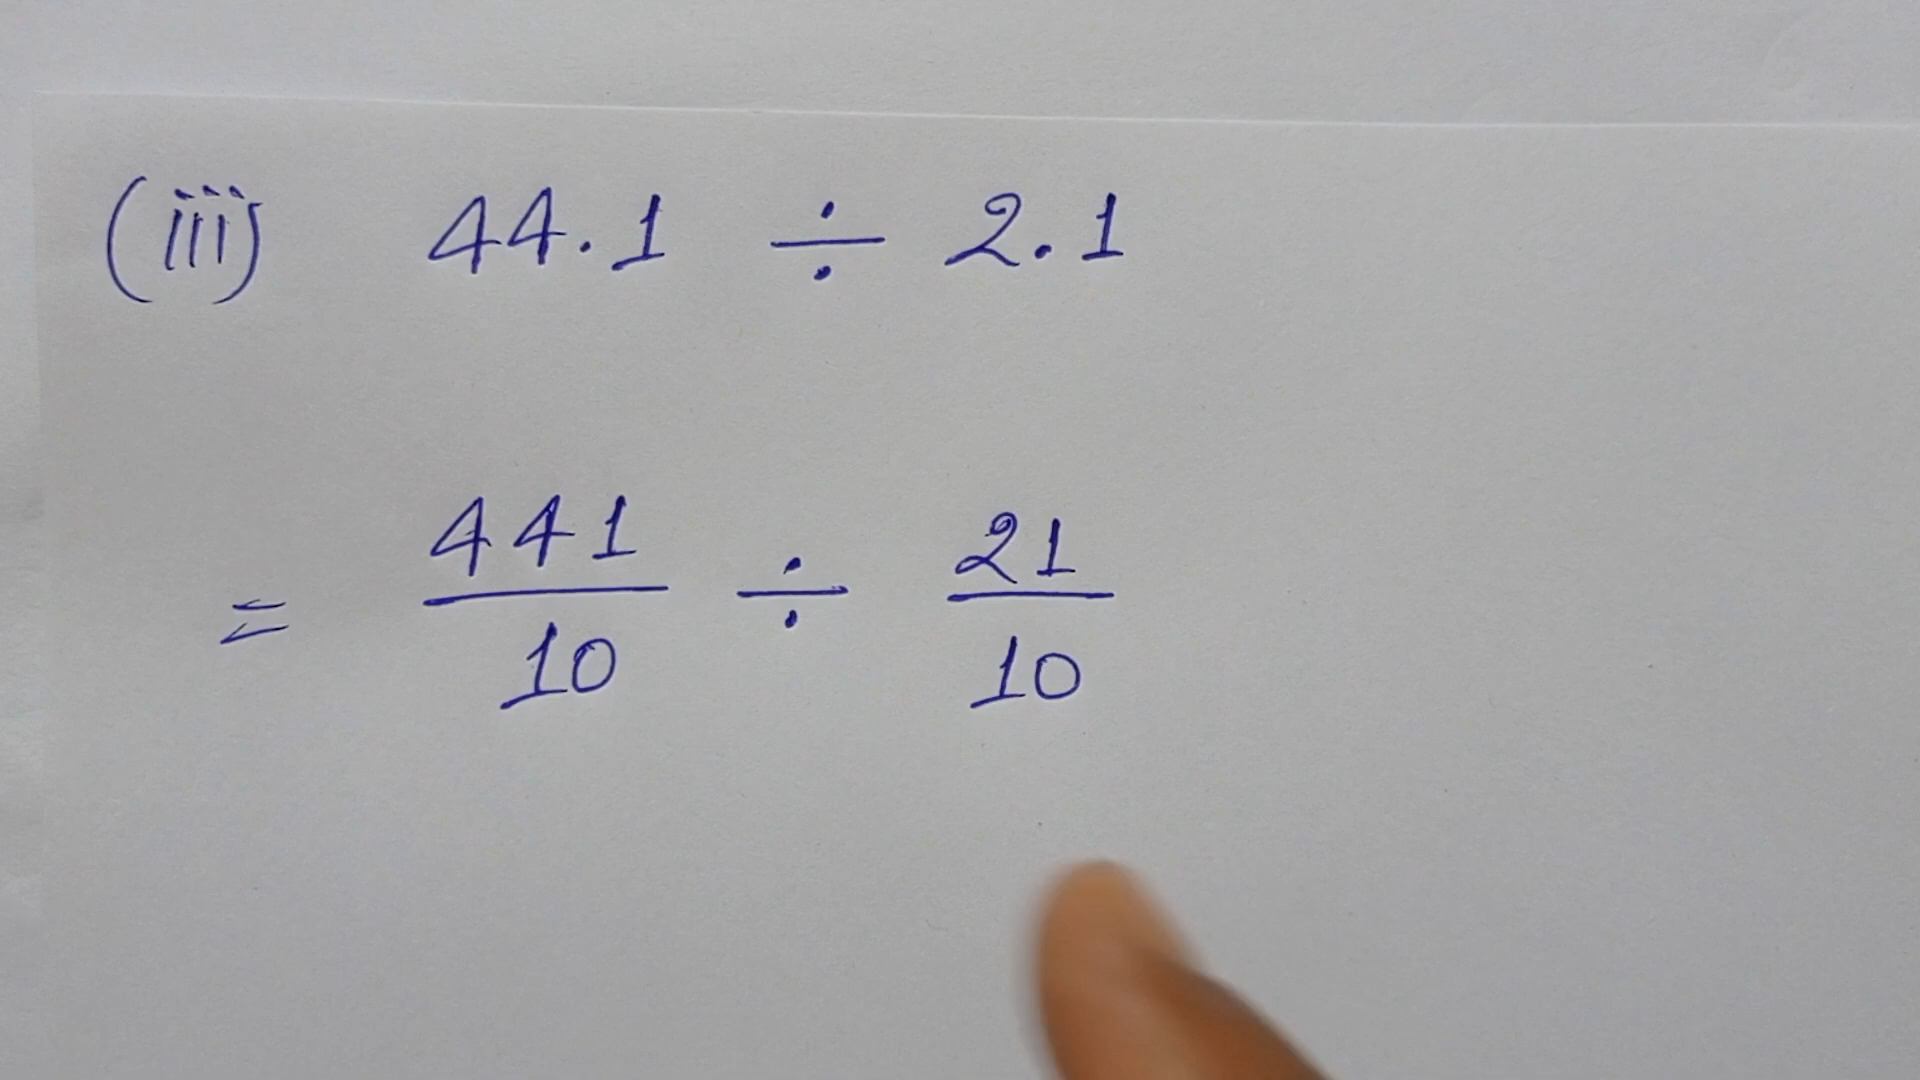 (iii) 44.1 ÷ 2.1
= 441/10 ÷ 21/10